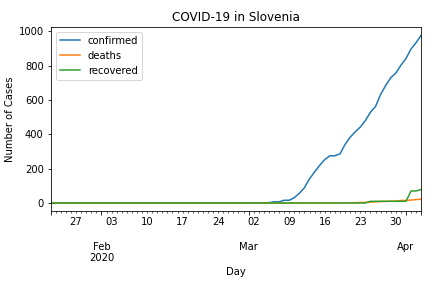 COVID-19 in Slovenia
confirmed
deaths
recovered
Number of Cases
1000
800
600
400
200
0
27 03 10 17 24 02 09 16 23 30
Feb Mar Apr
2020
Day